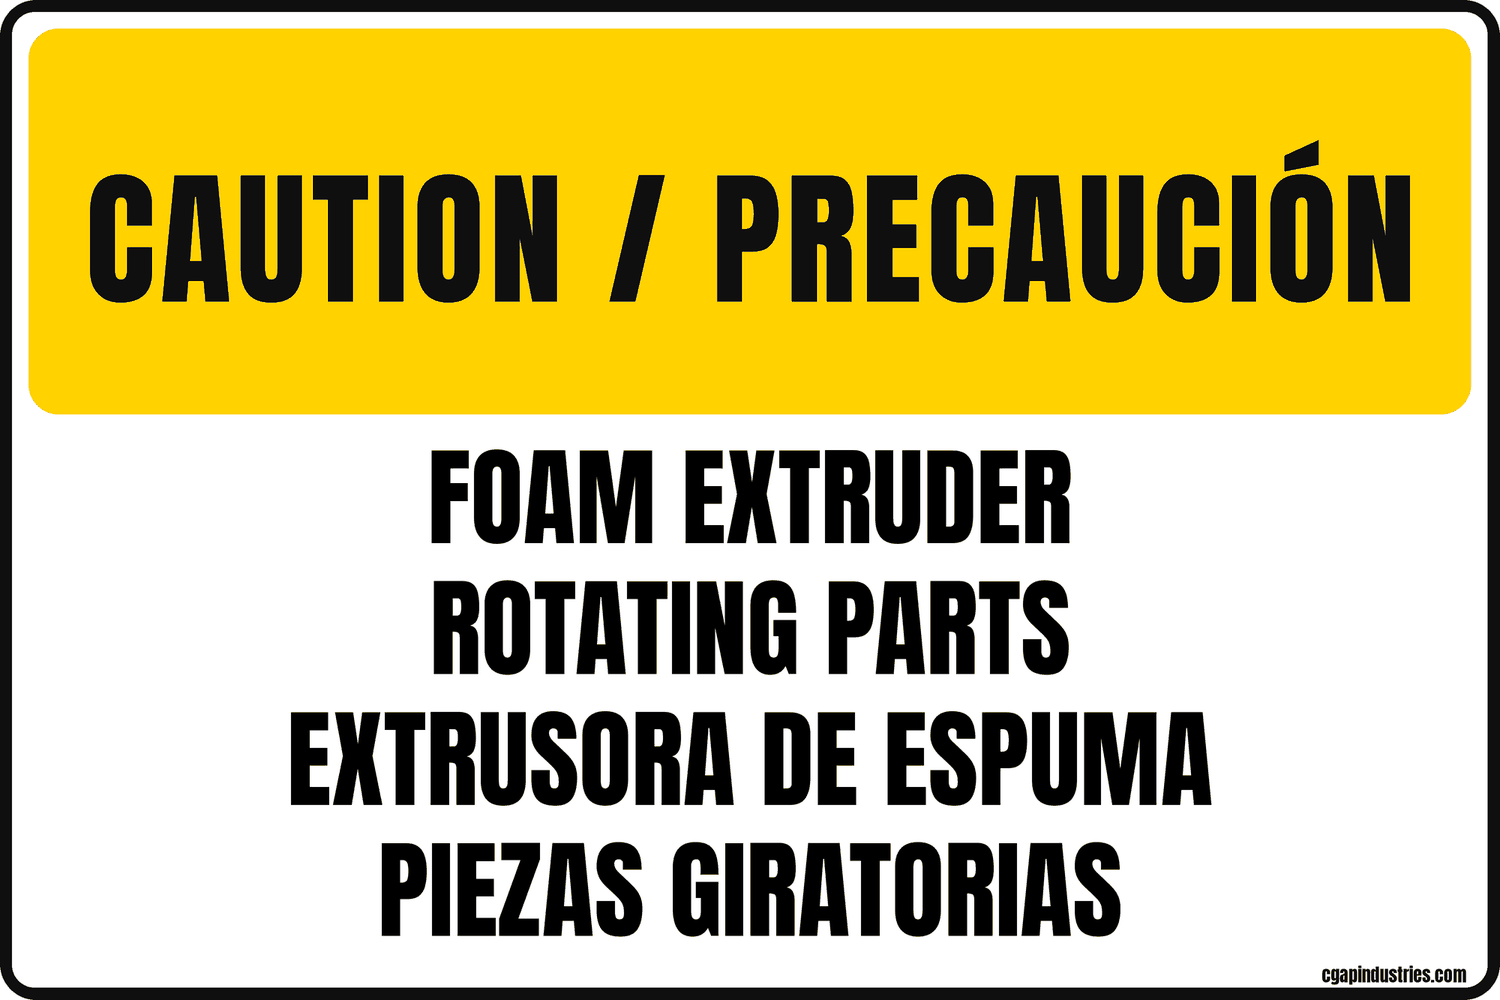 CAUTION / PRECAUCIÓN
FOAM EXTRUDER
ROTATING PARTS
EXTRUSORA DE ESPUMA
PIEZAS GIRATORIAS
cgapindustries.com